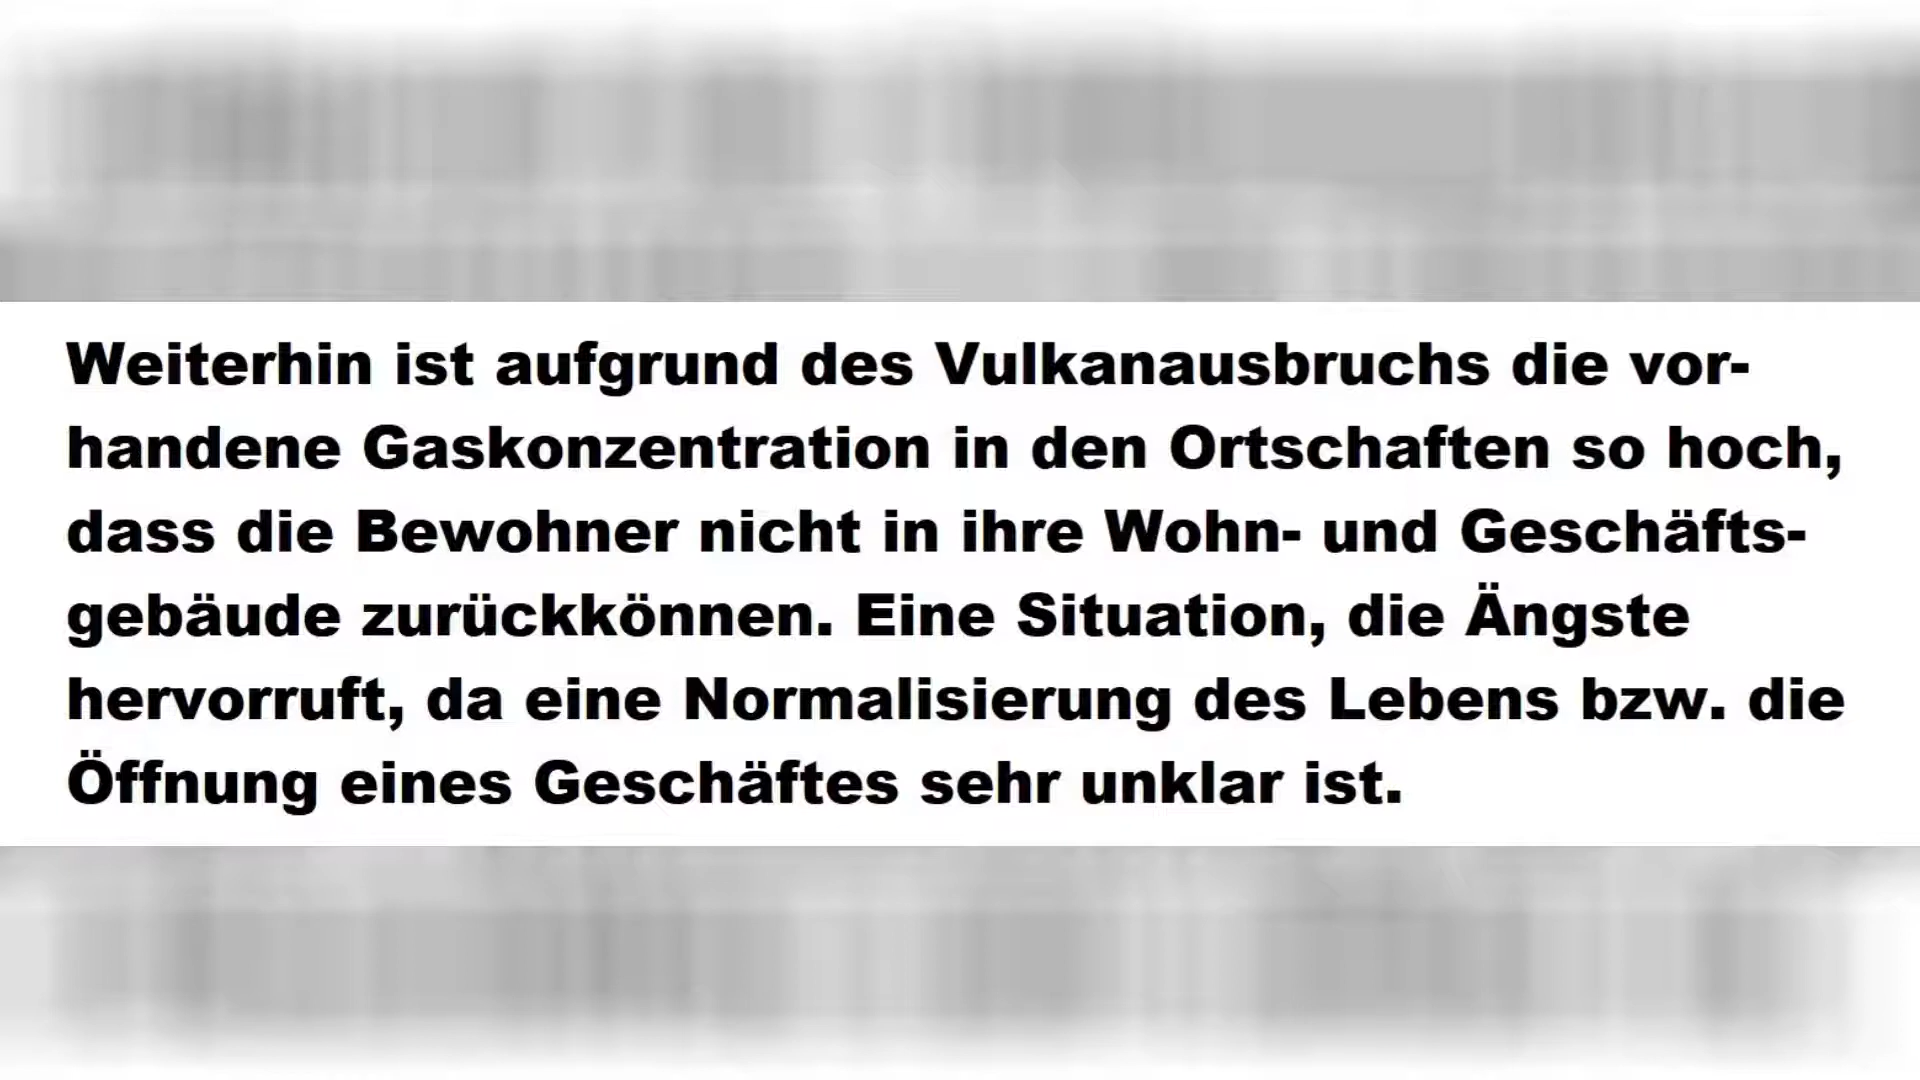 Weiterhin ist aufgrund des Vulkanausbruchs die vor-
handene Gaskonzentration in den Ortschaften so hoch,
dass die Bewohner nicht in ihre Wohn- und Geschäfts-
gebäude zurückkönnen. Eine Situation, die Ängste
hervorruft, da eine Normalisierung des Lebens bzw. die
Öffnung eines Geschäftes sehr unklar ist.